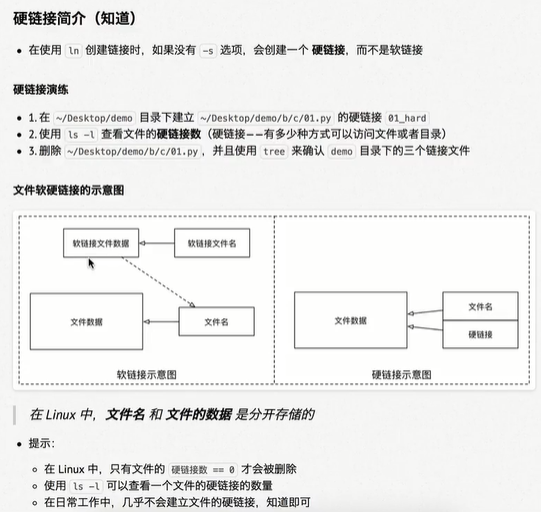 硬链接简介（知道）
在使用 ln 创建链接时，如果没有 -s 选项，会创建一个 硬链接，而不是软链接
硬链接演练
1.在 ~/Desktop/demo 目录下建立 ~/Desktop/demo/b/c/01.py 的硬链接 01_hard
2.使用 ls -l 查看文件的硬链接数（硬链接——有多少种方式可以访问文件或者目录）
3.删除 ~/Desktop/demo/b/c/01.py，并且使用 tree 来确认 demo 目录下的三个链接文件
文件软硬链接的示意图
软链接文件数据
软链接文件名
文件数据
文件名
软链接示意图
文件数据
文件名
硬链接
硬链接示意图
在 Linux 中，文件名 和 文件的数据 是分开存储的
提示：
在 Linux 中，只有文件的 硬链接数 == 0 才会被删除
使用 ls -l 可以查看一个文件的硬链接的数量
在日常工作中，几乎不会建立文件的硬链接，知道即可